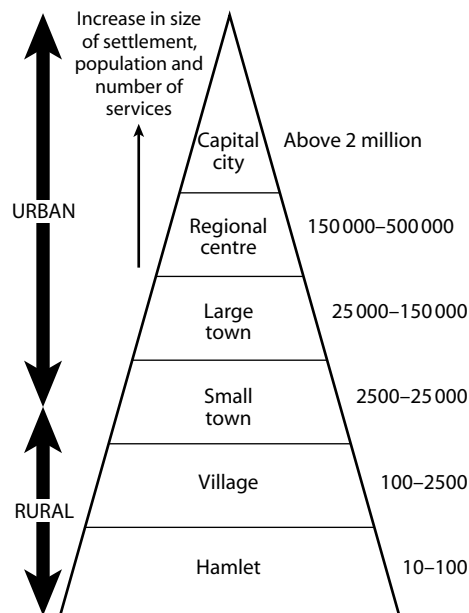 Increase in size
of settlement,
population and
number of
services
Capital
city
Above 2 million
URBAN
Regional
centre
150 000–500 000
Large
town
25 000–150 000
Small
town
2500–25 000
Village
100–2500
RURAL
Hamlet
10–100